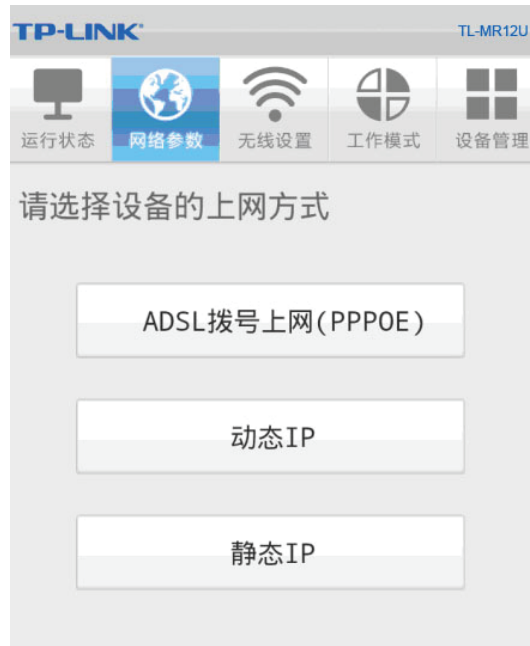 TP-LINK® TL-MR12U
运行状态 网络参数 无线设置 工作模式 设备管理
请选择设备的上网方式
ADSL拨号上网(PPPOE)
动态IP
静态IP